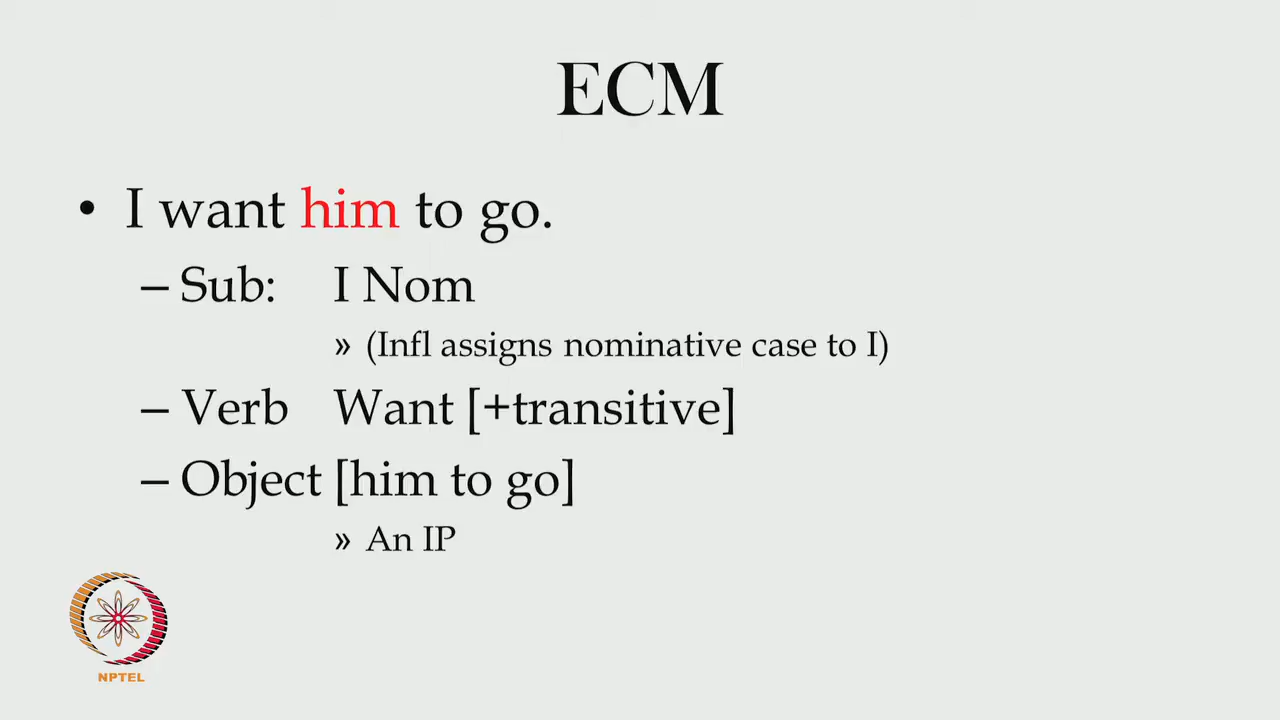 ECM
• I want him to go.
– Sub: I Nom
» (Infl assigns nominative case to I)
– Verb Want [+transitive]
– Object [him to go]
» An IP
NPTEL